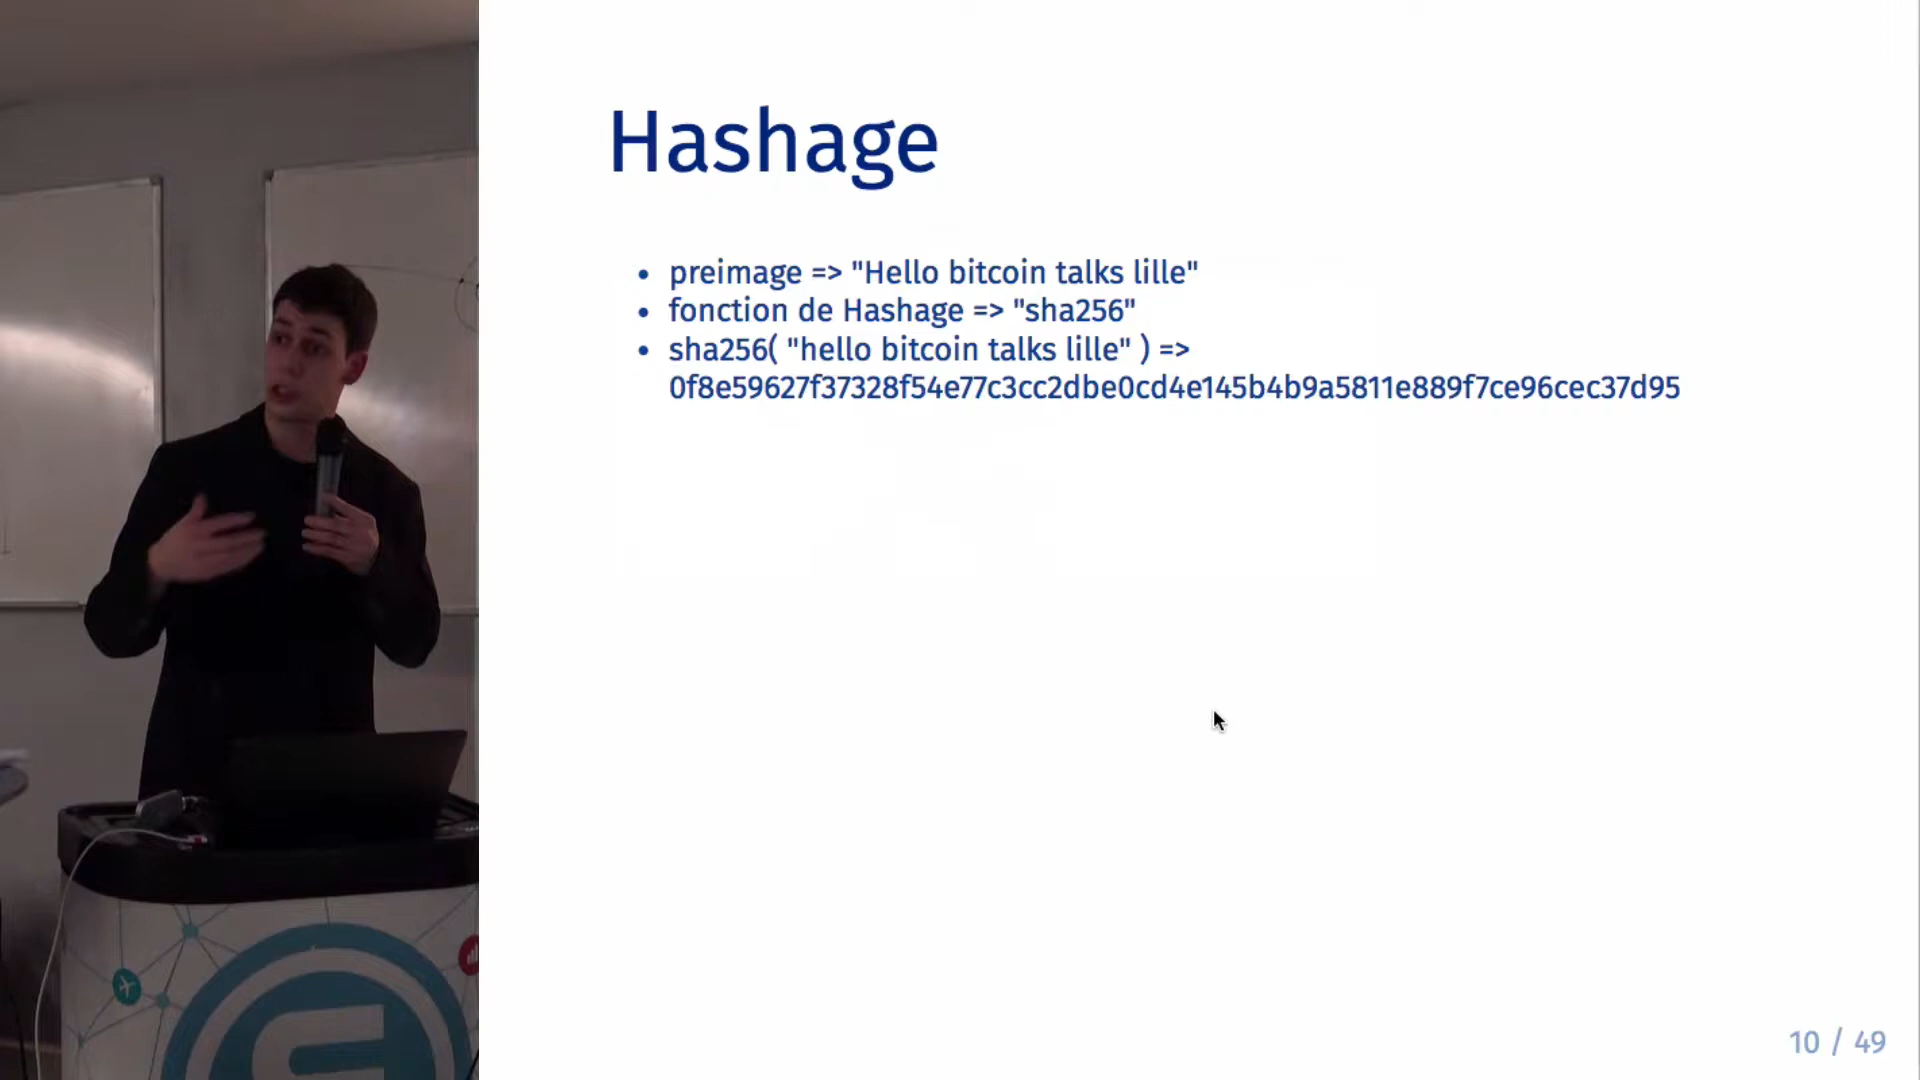 Hashage
• preimage => "Hello bitcoin talks lille"
• fonction de Hashage => "sha256"
• sha256( "hello bitcoin talks lille" ) =>
0f8e59627f37328f54e77c3cc2dbe0cd4e145b4b9a5811e889f7ce96cec37d95
10 / 49